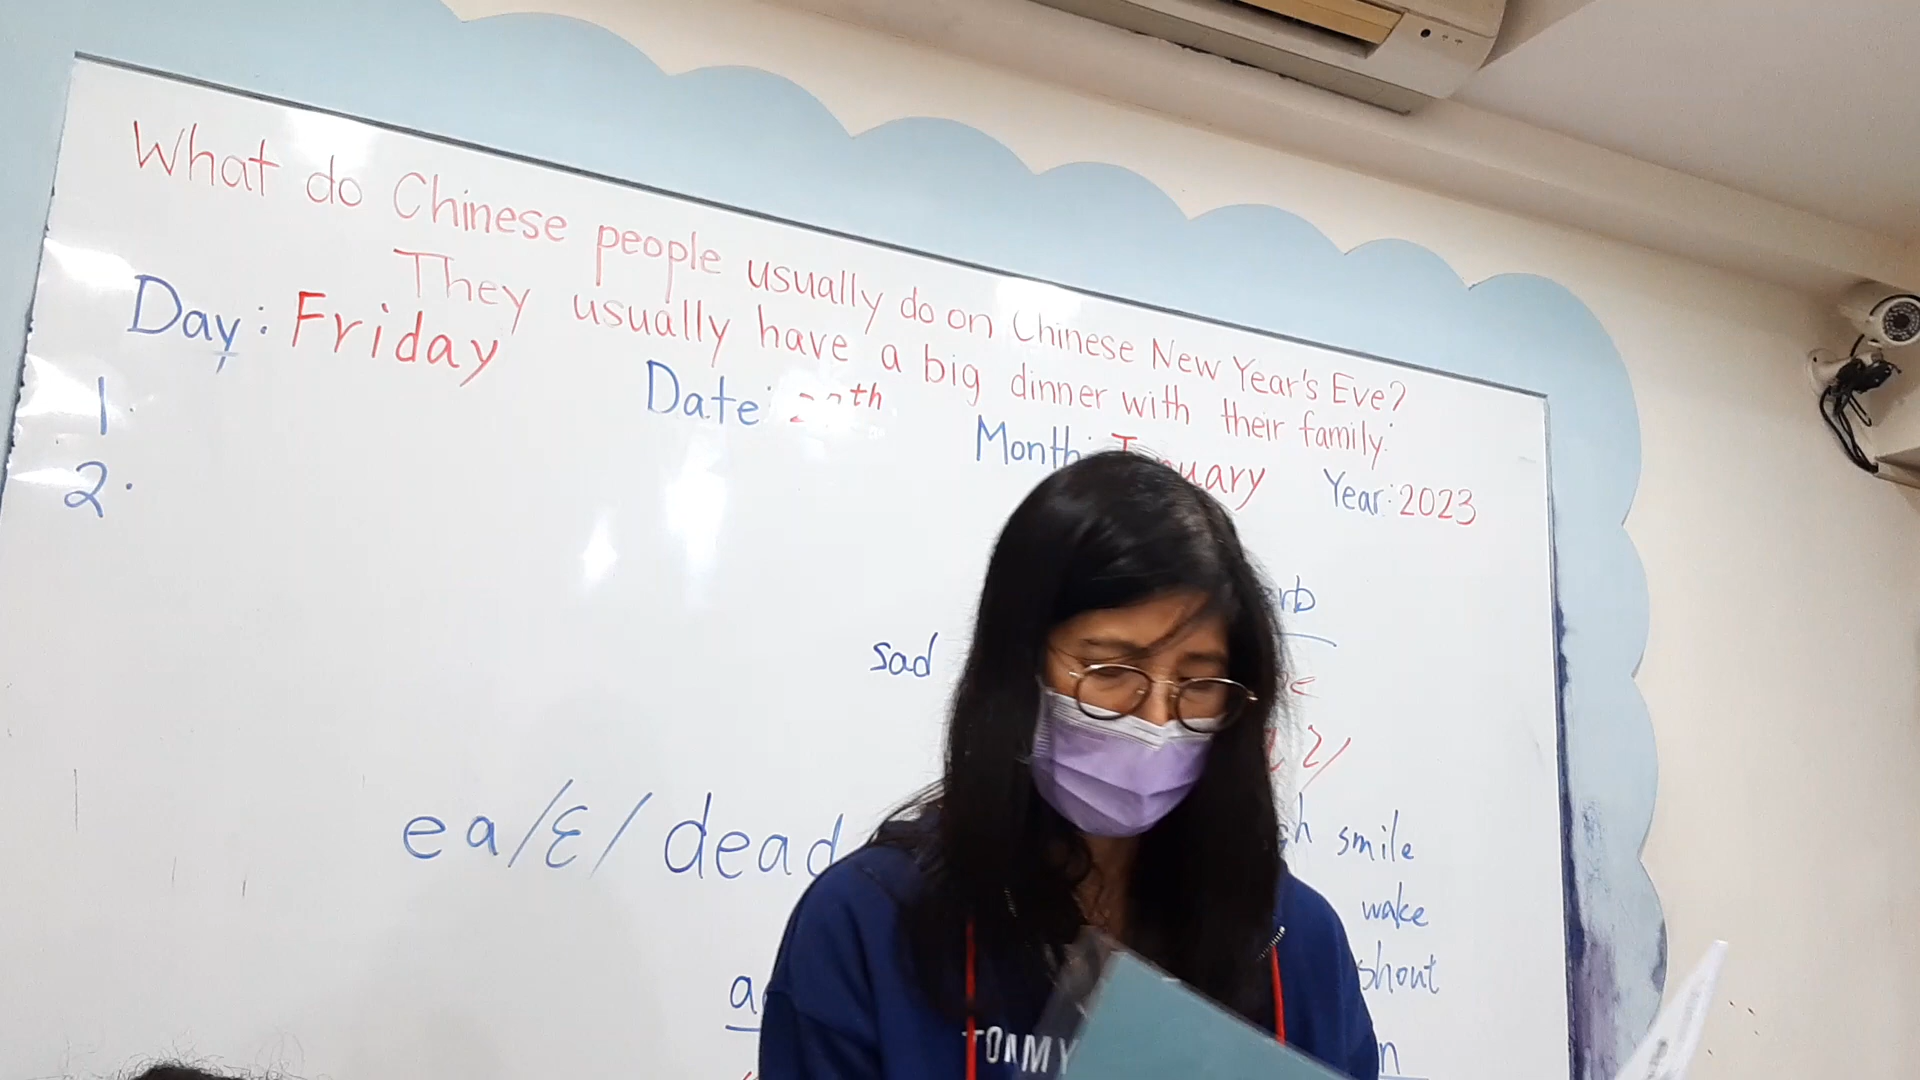 What do Chinese people usually do on Chinese New Year's Eve?
They usually have a big dinner with their family.
Day: Friday Date: th Month: Year: 2023
1.
2.
sad
ea/ɛ/ dead
smile
wake
shout
TOMMY